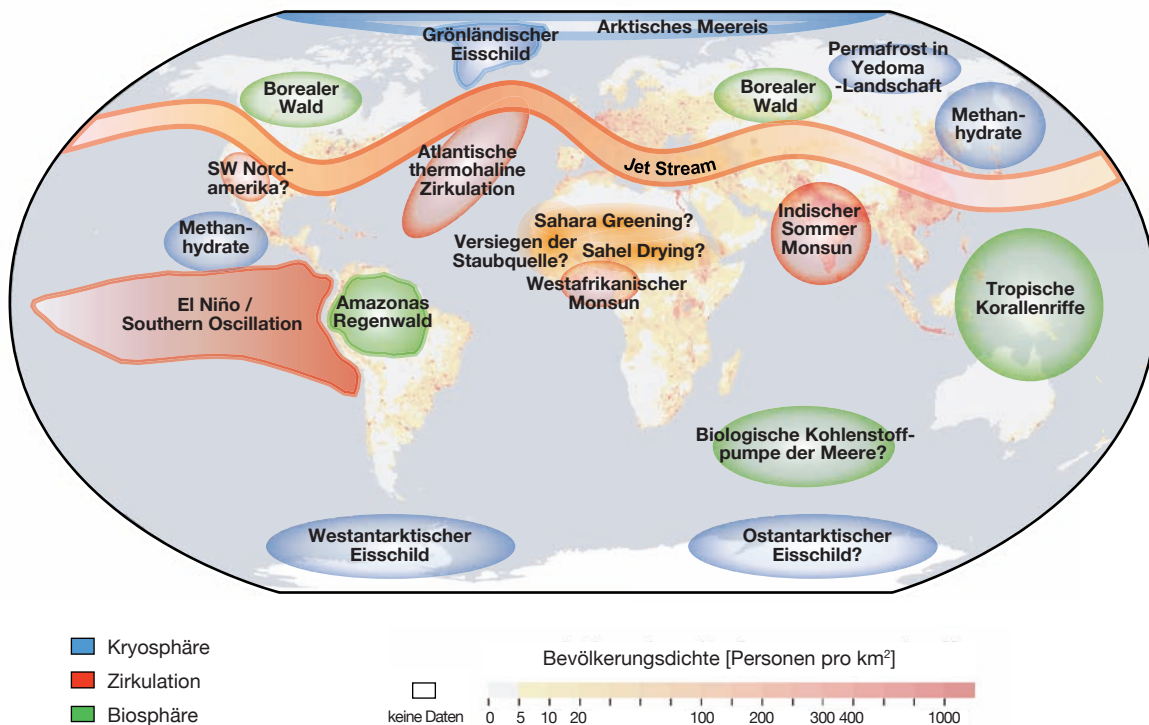 Arktisches Meereis
Grönländischer
Eisschild
Permafrost in
Yedoma
-Landschaft
Borealer
Wald
Borealer
Wald
Methan-
hydrate
SW Nord-
amerika?
Atlantische
thermohaline
Zirkulation
Jet Stream
Methan-
hydrate
Sahara Greening?
Versiegen der
Staubquelle?
Sahel Drying?
Westafrikanischer
Monsun
Indischer
Sommer
Monsun
El Niño /
Southern Oscillation
Amazonas
Regenwald
Tropische
Korallenriffe
Biologische Kohlenstoff-
pumpe der Meere?
Westantarktischer
Eisschild
Ostantarktischer
Eisschild?
Kryosphäre
Zirkulation
Biosphäre
keine Daten
Bevölkerungsdichte [Personen pro km²]
0 5 10 20 100 200 300 400 1000